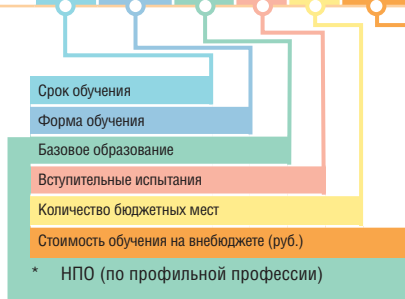 Срок обучения
Форма обучения
Базовое образование
Вступительные испытания
Количество бюджетных мест
Стоимость обучения на внебюджете (руб.)
* НПО (по профильной профессии)